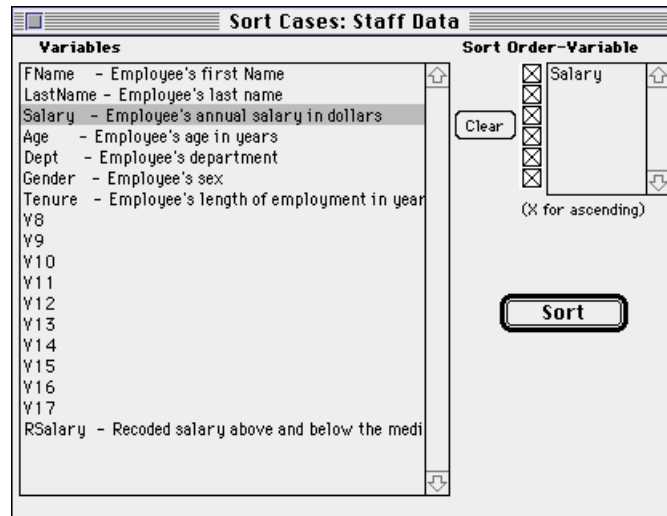 Sort Cases: Staff Data
Variables
FName - Employee's first Name
LastName - Employee's last name
Salary - Employee's annual salary in dollars
Age - Employee's age in years
Dept - Employee's department
Gender - Employee's sex
Tenure - Employee's length of employment in year
V8
V9
V10
V11
V12
V13
V14
V15
V16
V17
RSalary - Recoded salary above and below the medi
Sort Order-Variable
Salary
Clear
(X for ascending)
Sort